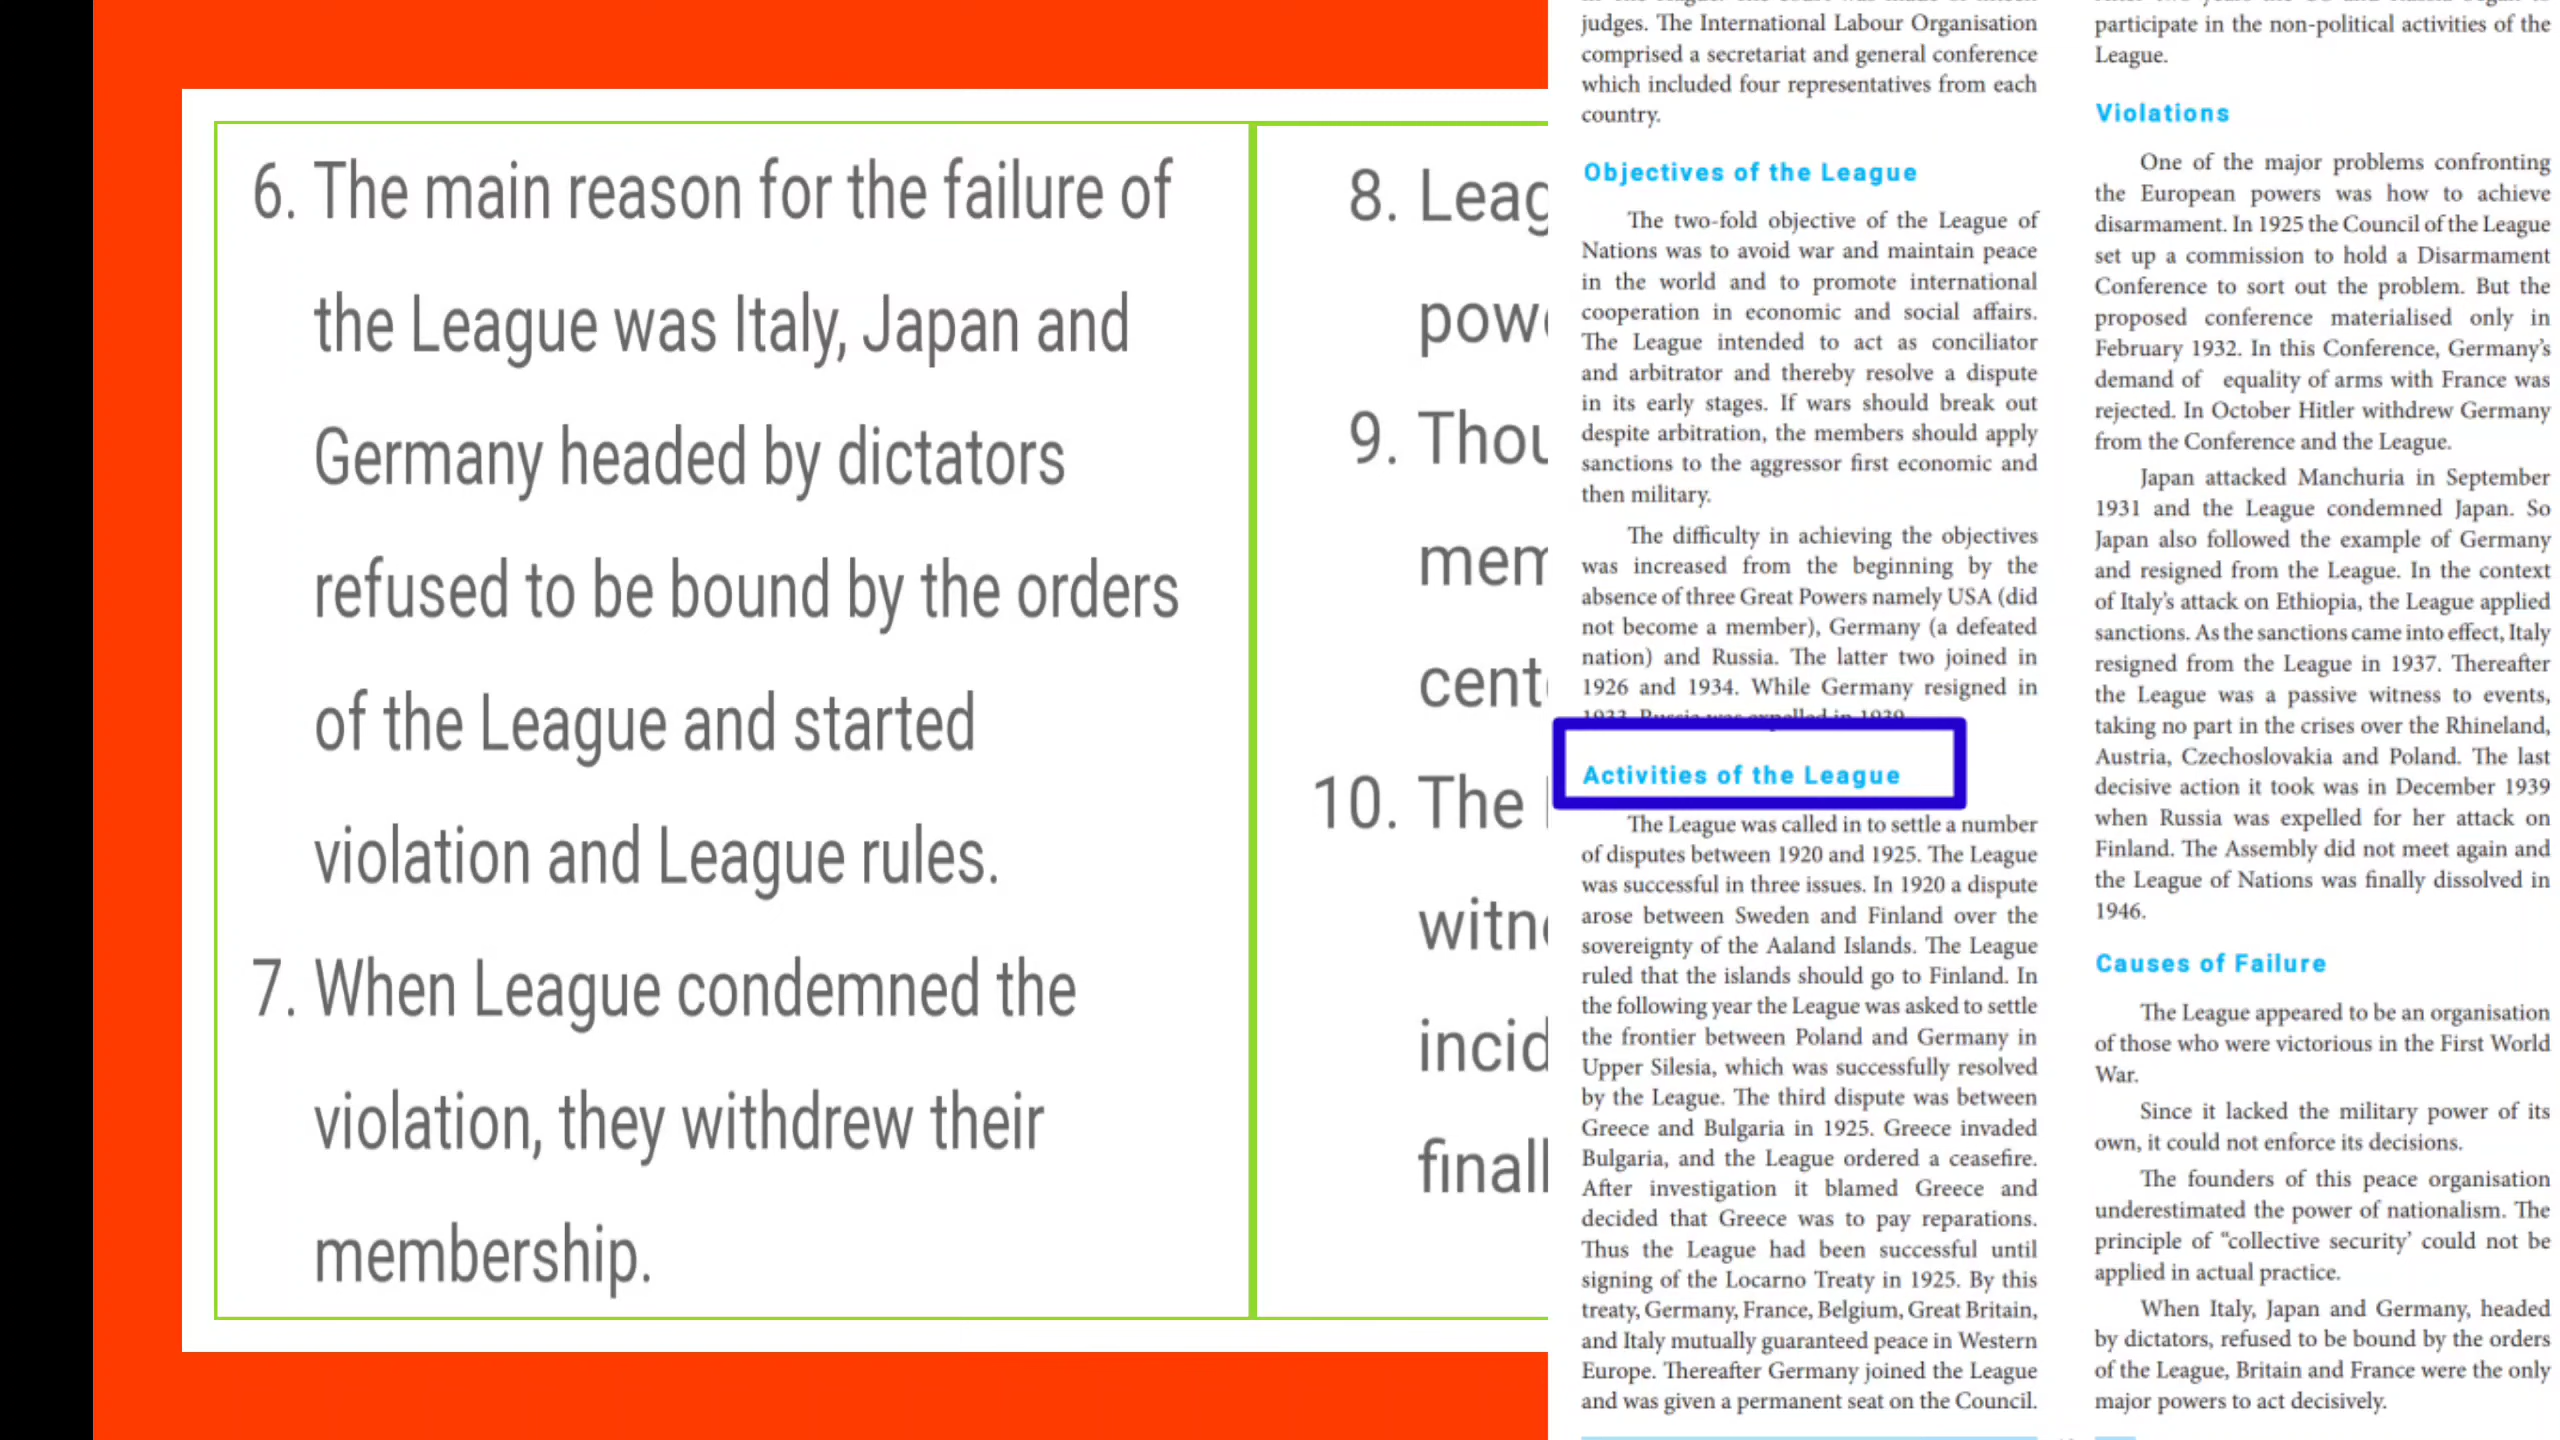 6. The main reason for the failure of
the League was Italy, Japan and
Germany headed by dictators
refused to be bound by the orders
of the League and started
violation and League rules.
7. When League condemned the
violation, they withdrew their
membership.
8. Leag
pow
9. Thou
mem
cent
10. The
witn
incid
finall
judges. The International Labour Organisation
comprised a secretariat and general conference
which included four representatives from each
country.
Objectives of the League
The two-fold objective of the League of
Nations was to avoid war and maintain peace
in the world and to promote international
cooperation in economic and social affairs.
The League intended to act as conciliator
and arbitrator and thereby resolve a dispute
in its early stages. If wars should break out
despite arbitration, the members should apply
sanctions to the aggressor first economic and
then military.
The difficulty in achieving the objectives
was increased from the beginning by the
absence of three Great Powers namely USA (did
not become a member), Germany (a defeated
nation) and Russia. The latter two joined in
1926 and 1934. While Germany resigned in
1933, Russia was expelled in 1939.
Activities of the League
The League was called in to settle a number
of disputes between 1920 and 1925. The League
was successful in three issues. In 1920 a dispute
arose between Sweden and Finland over the
sovereignty of the Aaland Islands. The League
ruled that the islands should go to Finland. In
the following year the League was asked to settle
the frontier between Poland and Germany in
Upper Silesia, which was successfully resolved
by the League. The third dispute was between
Greece and Bulgaria in 1925. Greece invaded
Bulgaria, and the League ordered a ceasefire.
After investigation it blamed Greece and
decided that Greece was to pay reparations.
Thus the League had been successful until
signing of the Locarno Treaty in 1925. By this
treaty, Germany, France, Belgium, Great Britain,
and Italy mutually guaranteed peace in Western
Europe. Thereafter Germany joined the League
and was given a permanent seat on the Council.
participate in the non-political activities of the
League.
Violations
One of the major problems confronting
the European powers was how to achieve
disarmament. In 1925 the Council of the League
set up a commission to hold a Disarmament
Conference to sort out the problem. But the
proposed conference materialised only in
February 1932. In this Conference, Germany's
demand of equality of arms with France was
rejected. In October Hitler withdrew Germany
from the Conference and the League.
Japan attacked Manchuria in September
1931 and the League condemned Japan. So
Japan also followed the example of Germany
and resigned from the League. In the context
of Italy's attack on Ethiopia, the League applied
sanctions. As the sanctions came into effect, Italy
resigned from the League in 1937. Thereafter
the League was a passive witness to events,
taking no part in the crises over the Rhineland,
Austria, Czechoslovakia and Poland. The last
decisive action it took was in December 1939
when Russia was expelled for her attack on
Finland. The Assembly did not meet again and
the League of Nations was finally dissolved in
1946.
Causes of Failure
The League appeared to be an organisation
of those who were victorious in the First World
War.
Since it lacked the military power of its
own, it could not enforce its decisions.
The founders of this peace organisation
underestimated the power of nationalism. The
principle of "collective security' could not be
applied in actual practice.
When Italy, Japan and Germany, headed
by dictators, refused to be bound by the orders
of the League, Britain and France were the only
major powers to act decisively.